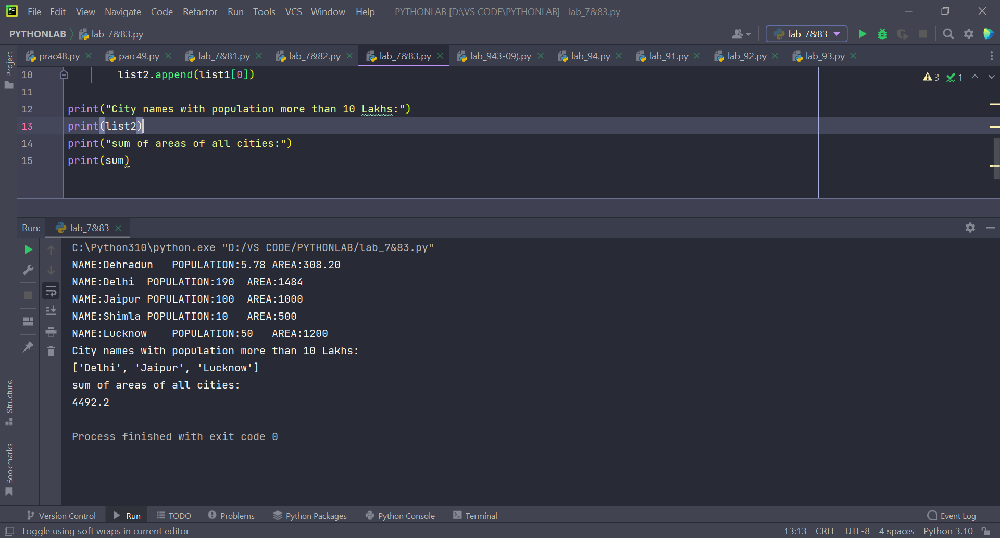 PC File Edit View Navigate Code Refactor Run Tools VCS Window Help PYTHONLAB [D:\VS CODE\PYTHONLAB] - lab_7&83.py
PYTHONLAB lab_7&83.py lab_7&83
Project prac48.py parc49.py lab_7&81.py lab_7&82.py lab_7&83.py lab_943-09).py lab_94.py lab_91.py lab_92.py lab_93.py
10 list2.append(list1[0]) 3 1
11
12 print("City names with population more than 10 Lakhs:")
13 print(list2)
14 print("sum of areas of all cities:")
15 print(sum)
Run: lab_7&83
C:\Python310\python.exe "D:/VS CODE/PYTHONLAB/lab_7&83.py"
NAME:Dehradun   POPULATION:5.78 AREA:308.20
NAME:Delhi  POPULATION:190  AREA:1484
NAME:Jaipur POPULATION:100  AREA:1000
NAME:Shimla POPULATION:10   AREA:500
NAME:Lucknow    POPULATION:50   AREA:1200
City names with population more than 10 Lakhs:
['Delhi', 'Jaipur', 'Lucknow']
sum of areas of all cities:
4492.2
Process finished with exit code 0
Structure
Bookmarks
Version Control Run TODO Problems Python Packages Python Console Terminal Event Log
Toggle using soft wraps in current editor 13:13 CRLF UTF-8 4 spaces Python 3.10